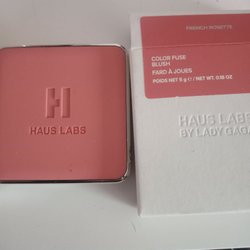 H
HAUS LABS
FRENCH ROSETTE
COLOR FUSE
BLUSH
FARD À JOUES
POIDS NET 5 g / NET WT. 0.18 OZ
HAUS LABS
BY LADY GAGA